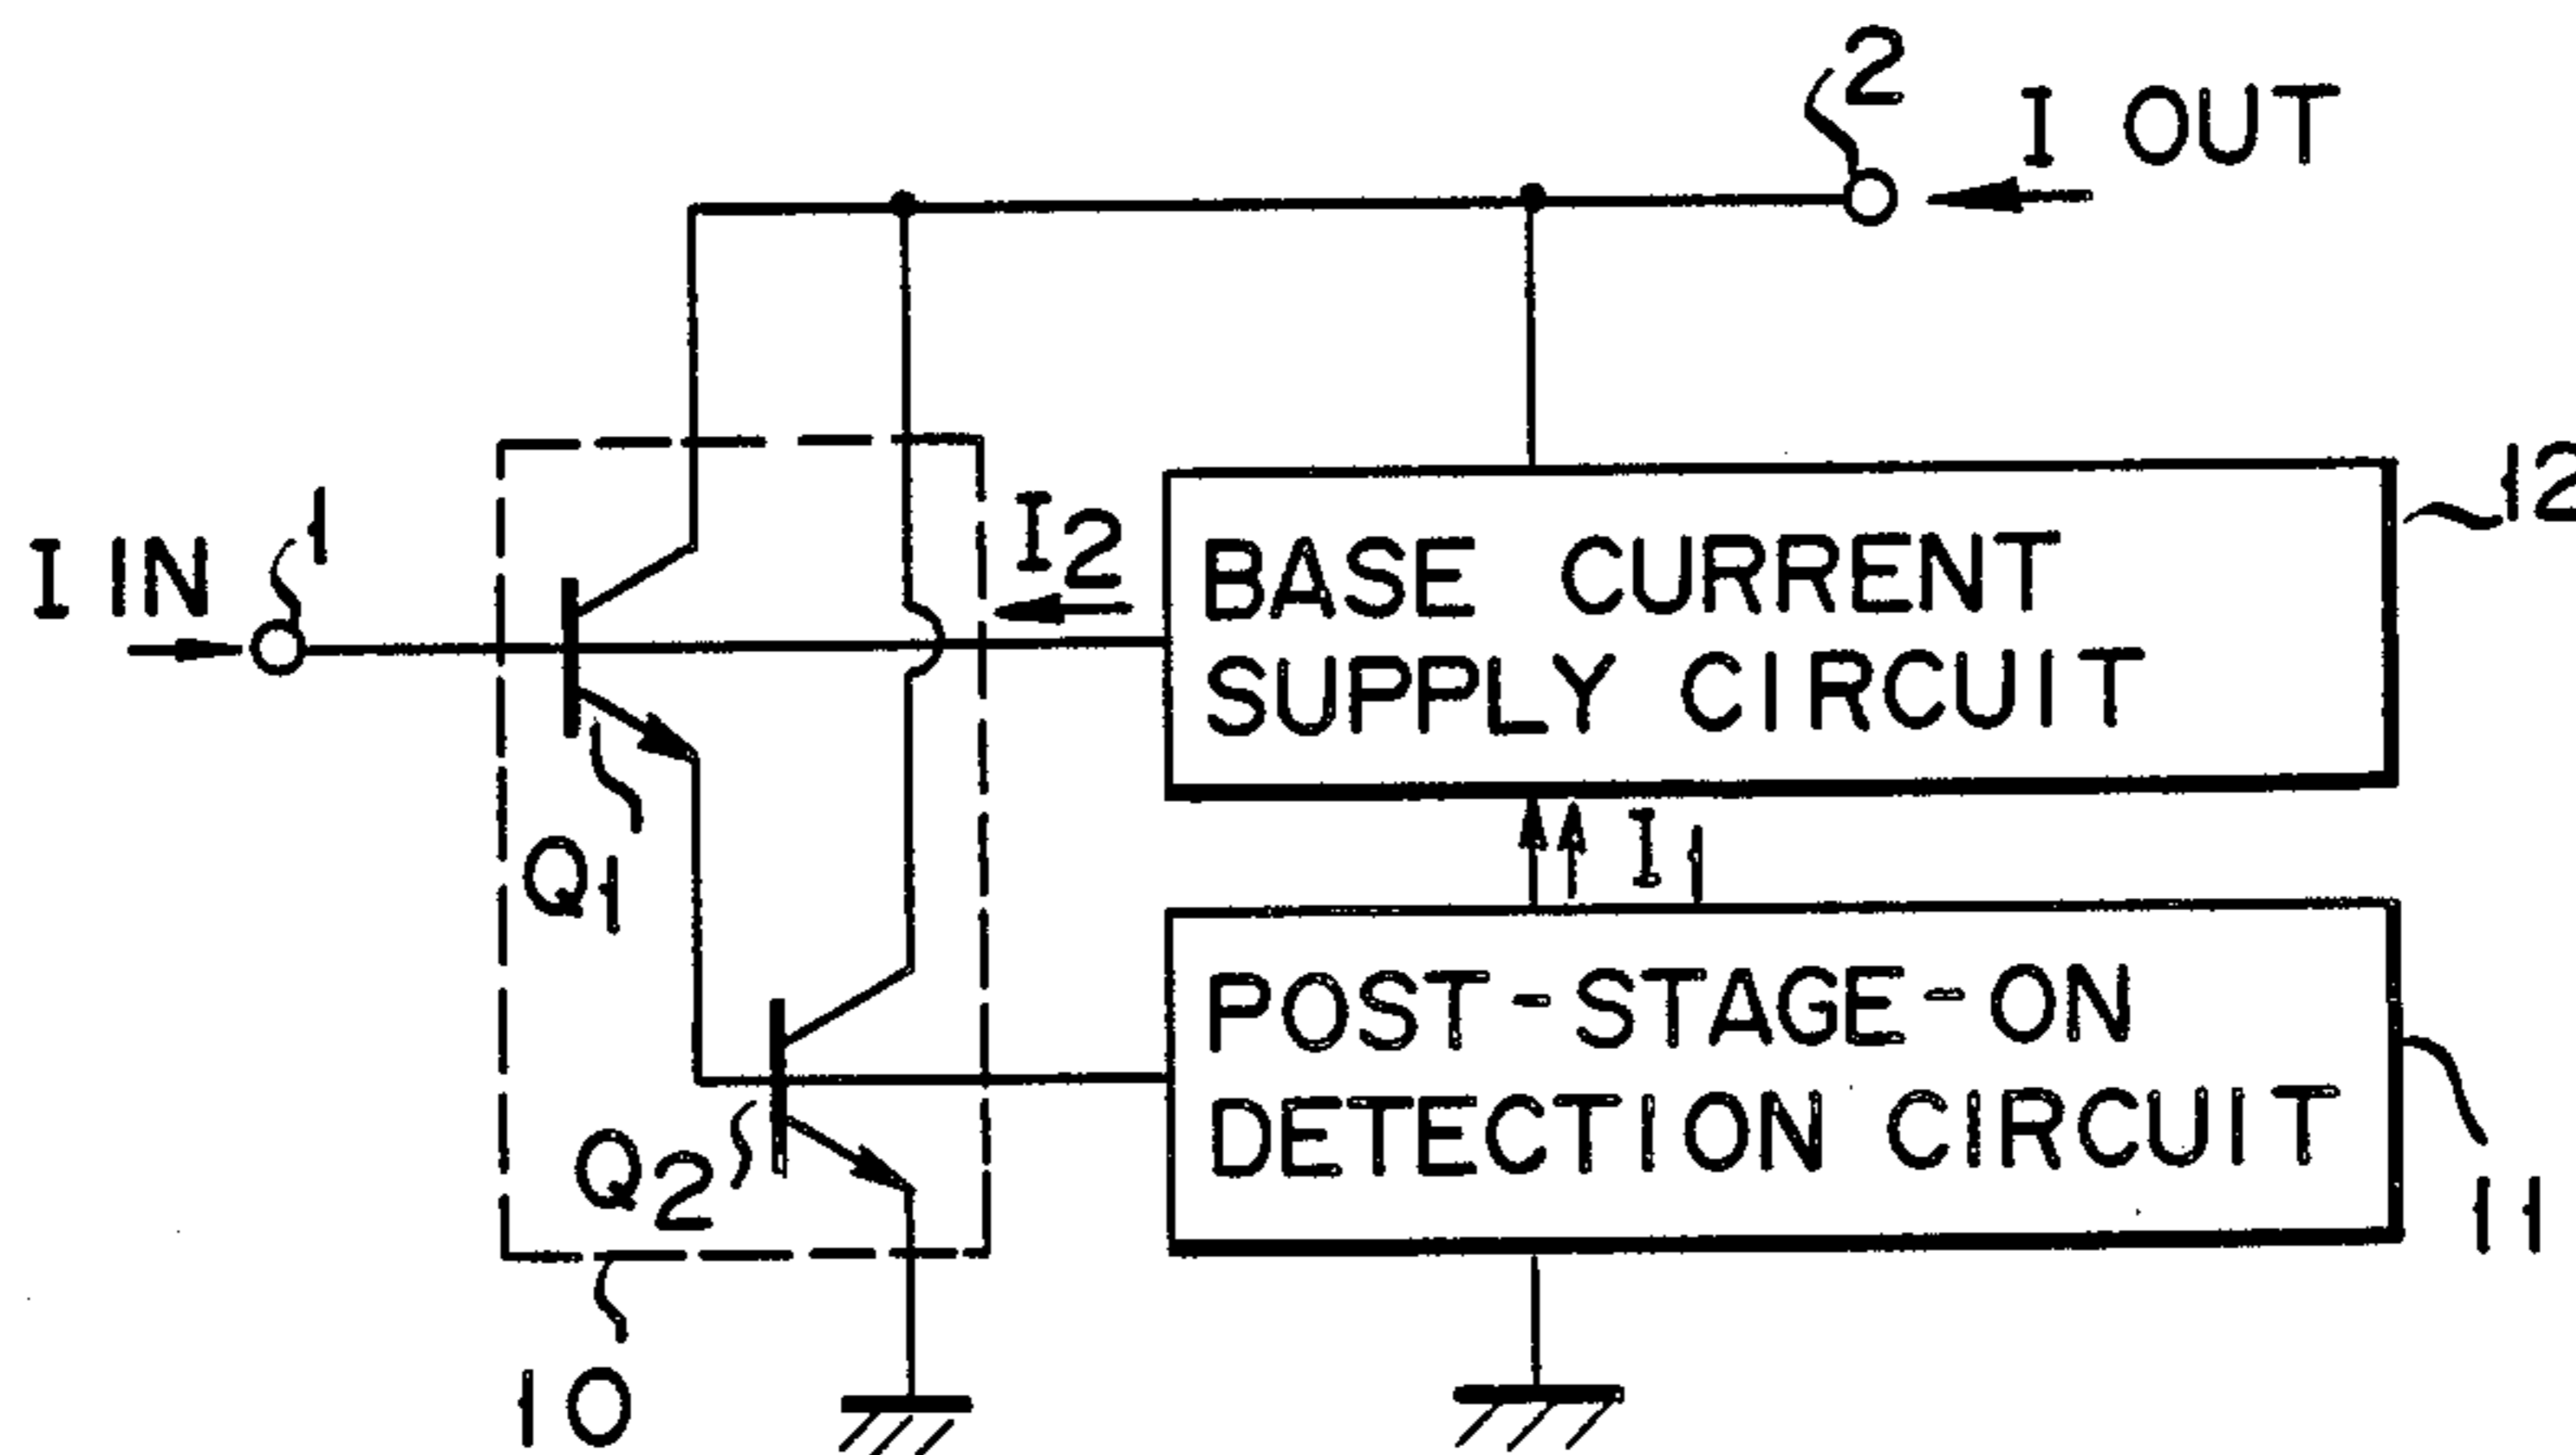 2
I OUT
I IN
1
I2
BASE CURRENT
SUPPLY CIRCUIT
12
Q1
I1
POST-STAGE-ON
DETECTION CIRCUIT
Q2
11
10